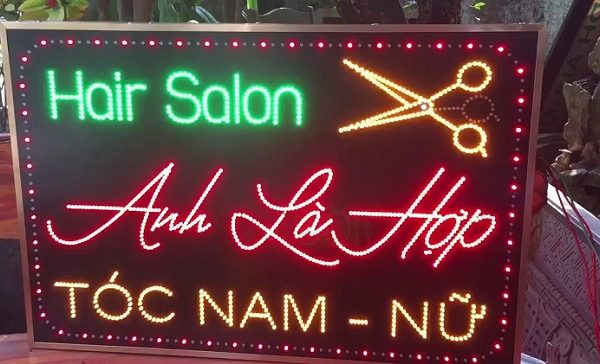 Hair Salon
Anh Là Hợp
TÓC NAM - NỮ